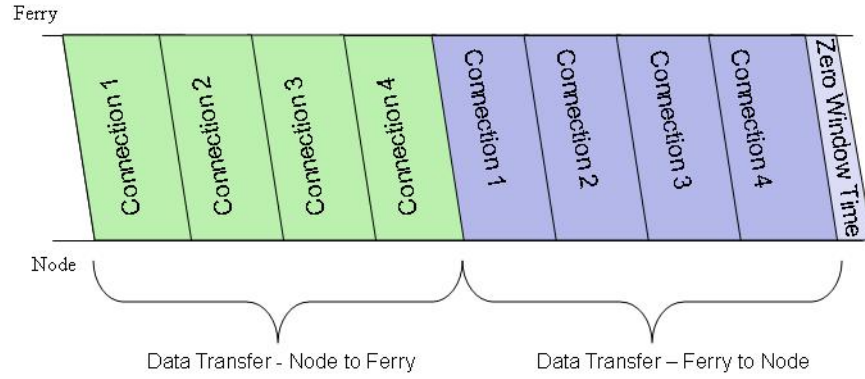 Ferry
Connection 1
Connection 2
Connection 3
Connection 4
Connection 1
Connection 2
Connection 3
Connection 4
Zero Window Time
Node
Data Transfer - Node to Ferry
Data Transfer – Ferry to Node